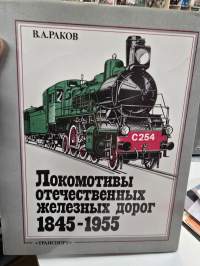 В.А.РАКОВ
С254
ЛОКОМОТИВЫ
ОТЕЧЕСТВЕННЫХ
ЖЕЛЕЗНЫХ ДОРОГ
1845-1955
«ТРАНСПОРТ»